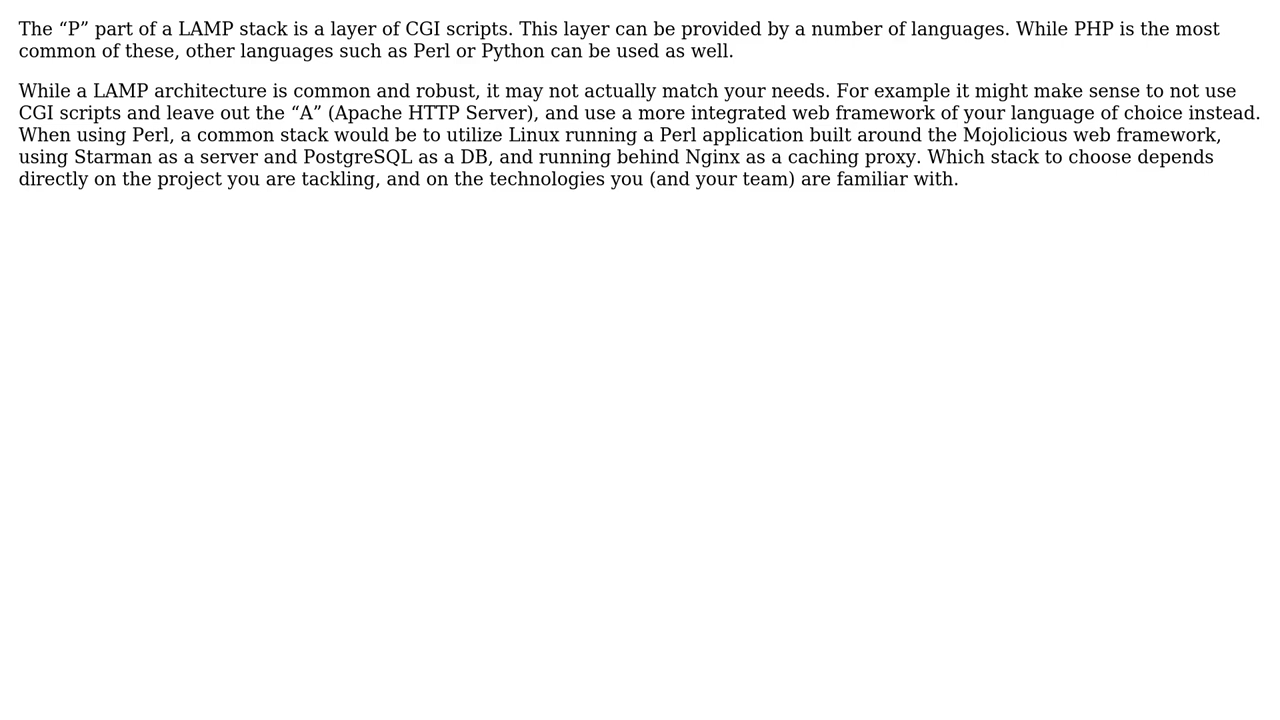 The “P” part of a LAMP stack is a layer of CGI scripts. This layer can be provided by a number of languages. While PHP is the most
common of these, other languages such as Perl or Python can be used as well.
While a LAMP architecture is common and robust, it may not actually match your needs. For example it might make sense to not use
CGI scripts and leave out the “A” (Apache HTTP Server), and use a more integrated web framework of your language of choice instead.
When using Perl, a common stack would be to utilize Linux running a Perl application built around the Mojolicious web framework,
using Starman as a server and PostgreSQL as a DB, and running behind Nginx as a caching proxy. Which stack to choose depends
directly on the project you are tackling, and on the technologies you (and your team) are familiar with.